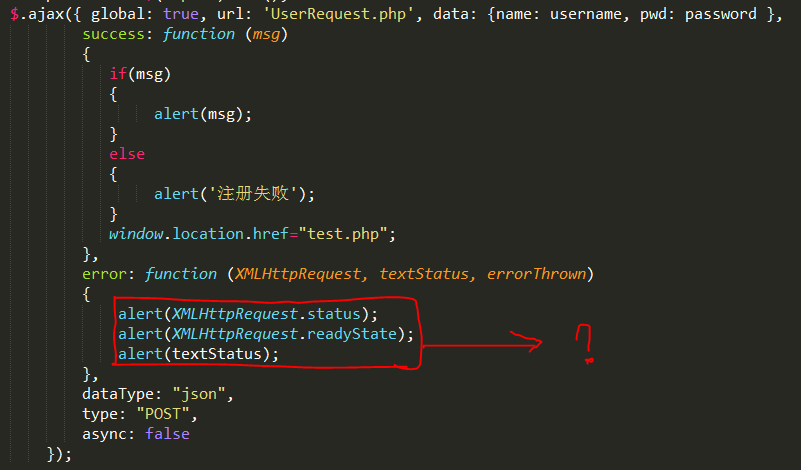 $.ajax({ global: true, url: 'UserRequest.php', data: {name: username, pwd: password },
success: function (msg)
{
if(msg)
{
alert(msg);
}
else
{
alert('注册失败');
}
window.location.href="test.php";
},
error: function (XMLHttpRequest, textStatus, errorThrown)
{
alert(XMLHttpRequest.status);
alert(XMLHttpRequest.readyState);
alert(textStatus);
?
},
dataType: "json",
type: "POST",
async: false
});